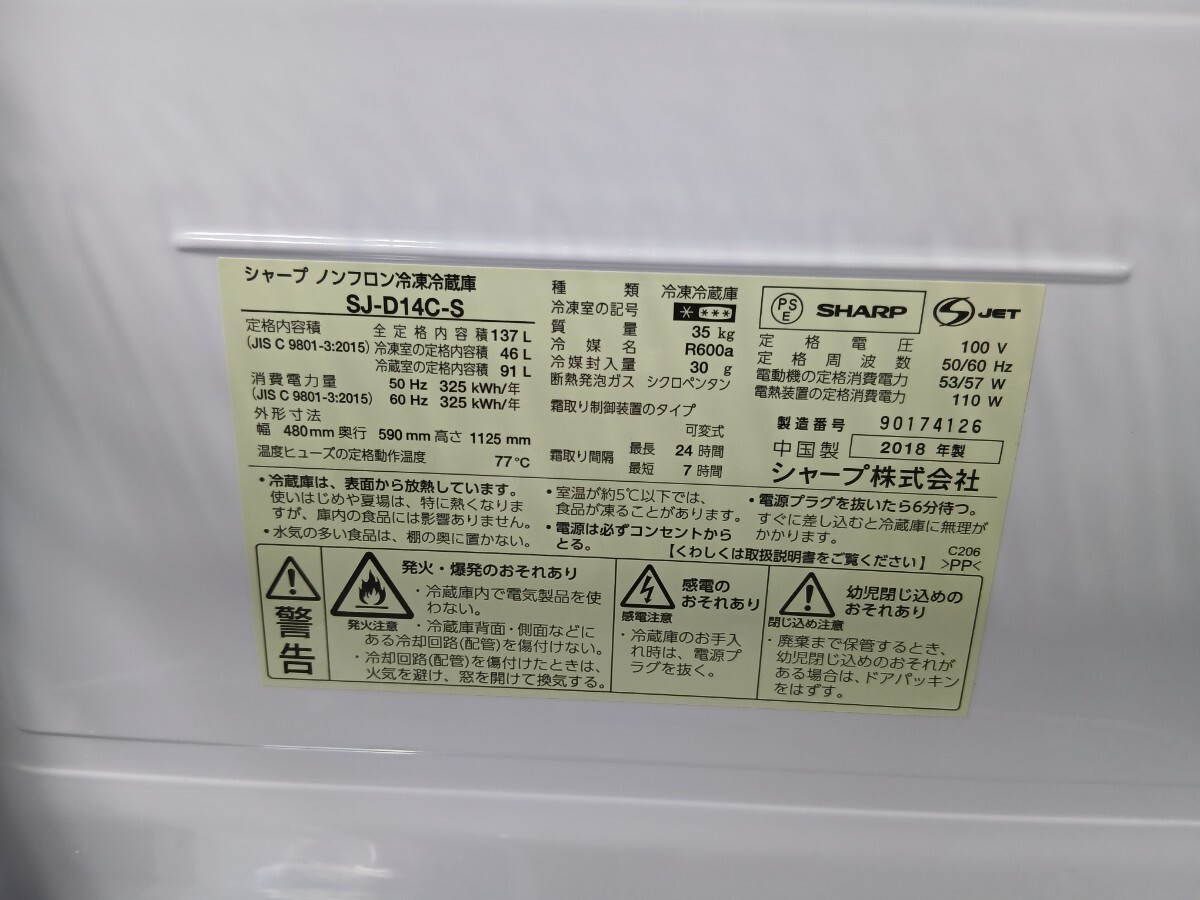 シャープ ノンフロン冷凍冷蔵庫
SJ-D14C-S
定格内容積
(JIS C 9801-3:2015)
全定格内容積 137 L
冷凍室の定格内容積 46 L
冷蔵室の定格内容積 91 L
消費電力量
(JIS C 9801-3:2015)
50 Hz 325 kWh/年
60 Hz 325 kWh/年
外形寸法
幅 480mm 奥行 590 mm 高さ 1125 mm
温度ヒューズの定格動作温度 77℃
種類 冷凍冷蔵庫
冷凍室の記号
質量 35 kg
冷媒名 R600a
冷媒封入量 30 g
断熱発泡ガス シクロペンタン
霜取り制御装置のタイプ
可変式
霜取り間隔
最長 24 時間
最短 7 時間
PS
E
SHARP
S JET
定格電圧 100 V
定格周波数 50/60 Hz
電動機の定格消費電力 53/57 W
電熱装置の定格消費電力 110 W
製造番号 90174126
中国製 2018 年製
シャープ株式会社
・冷蔵庫は、表面から放熱しています。
使いはじめや夏場は、特に熱くなりま
すが、庫内の食品には影響ありません。
・水気の多い食品は、棚の奥に置かない。
・室温が約5℃以下では、
食品が凍ることがあります。
・電源は必ずコンセントから
とる。
・電源プラグを抜いたら6分待つ。
すぐに差し込むと冷蔵庫に無理が
かかります。
【くわしくは取扱説明書をご覧ください】
C206
>PP<
警告
発火注意
発火・爆発のおそれあり
・冷蔵庫内で電気製品を使
わない。
・冷蔵庫背面・側面などに
ある冷却回路(配管)を傷付けない。
・冷却回路(配管)を傷付けたときは、
火気を避け、窓を開けて換気する。
感電注意
感電の
おそれあり
・冷蔵庫のお手入
れ時は、電源プ
ラグを抜く。
閉じ込め注意
幼児閉じ込めの
おそれあり
・廃棄まで保管するとき、
幼児閉じ込めのおそれが
ある場合は、ドアパッキン
をはずす。